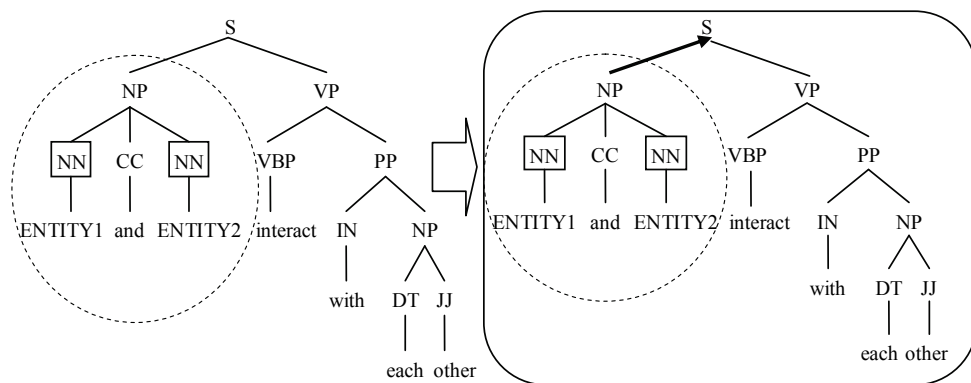 S S
NP VP NP VP
NN CC NN VBP PP NN CC NN VBP PP
ENTITY1 and ENTITY2 interact IN NP ENTITY1 and ENTITY2 interact IN NP
with DT JJ with DT JJ
each other each other